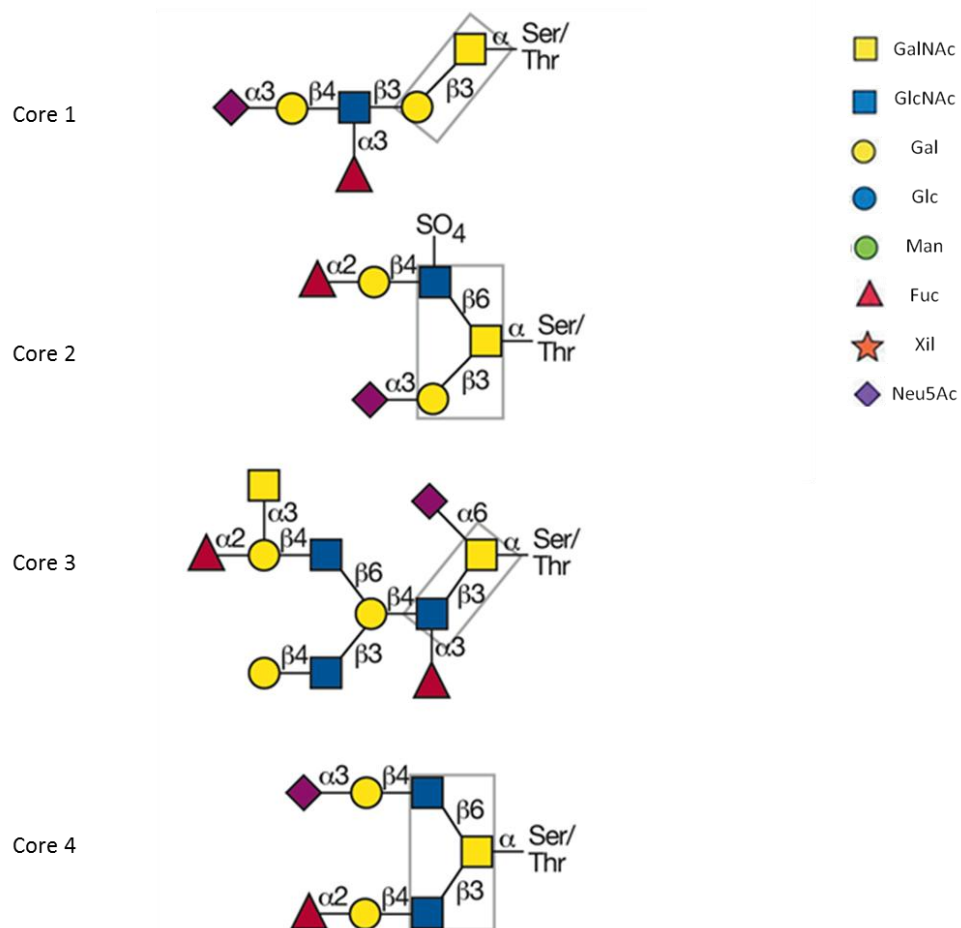 α Ser/
Thr
α3 β4 β3 β3
Core 1
α3
SO4
α2 β4
β6
α Ser/
Thr
Core 2
α3 β3
α3
α6
α2 β4
α Ser/
Thr
Core 3
β6
β4 β3
β4 β3
α3
α3 β4
β6
α Ser/
Thr
Core 4
β3
α2 β4
GalNAc
GlcNAc
Gal
Glc
Man
Fuc
Xil
Neu5Ac